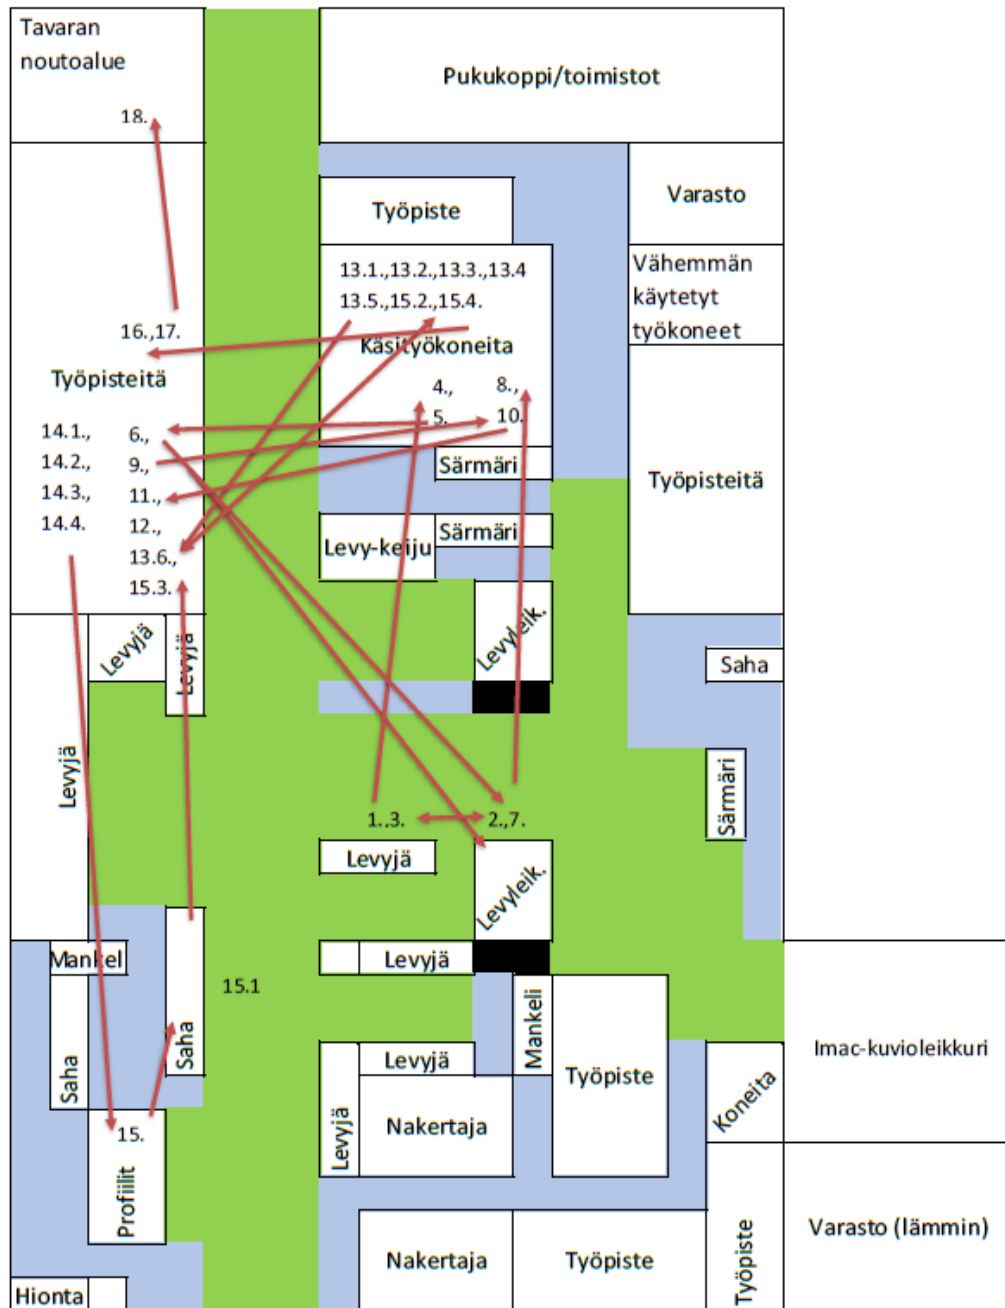 Tavaran
noutoalue
18.
Pukukoppi/toimistot
Työpiste
Varasto
13.1.,13.2.,13.3.,13.4
13.5.,15.2.,15.4.
Käsityökoneita
Vähemmän
käytetyt
työkoneet
16.,17.
Työpisteitä
4., 8.,
5. 10.
14.1., 6.,
14.2., 9.,
14.3., 11.,
14.4. 12.,
13.6.,
15.3.
Särmäri
Työpisteitä
Levy-keiju
Särmäri
Levyjä
Levyjä
Levyleik.
Saha
Levyjä
Särmäri
1.,3.
2.,7.
Levyjä
Levyleik.
Mankel
Levyjä
15.1
Saha
Saha
Mankeli
Imac-kuvioleikkuri
Levyjä
Työpiste
Koneita
Levyjä
Nakertaja
15.
Profiilit
Nakertaja
Työpiste
Työpiste
Varasto (lämmin)
Hionta